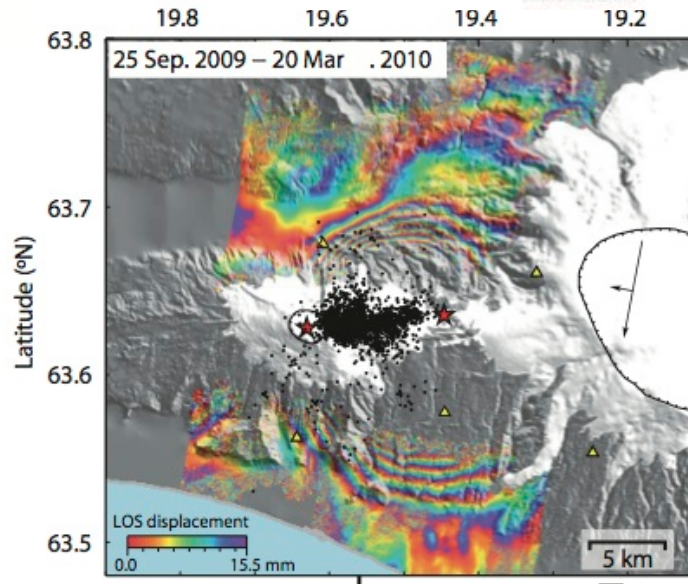 19.8 19.6 19.4 19.2
63.8
25 Sep. 2009 – 20 Mar . 2010
63.7
Latitude (ºN)
63.6
LOS displacement
0.0 15.5 mm
63.5
5 km